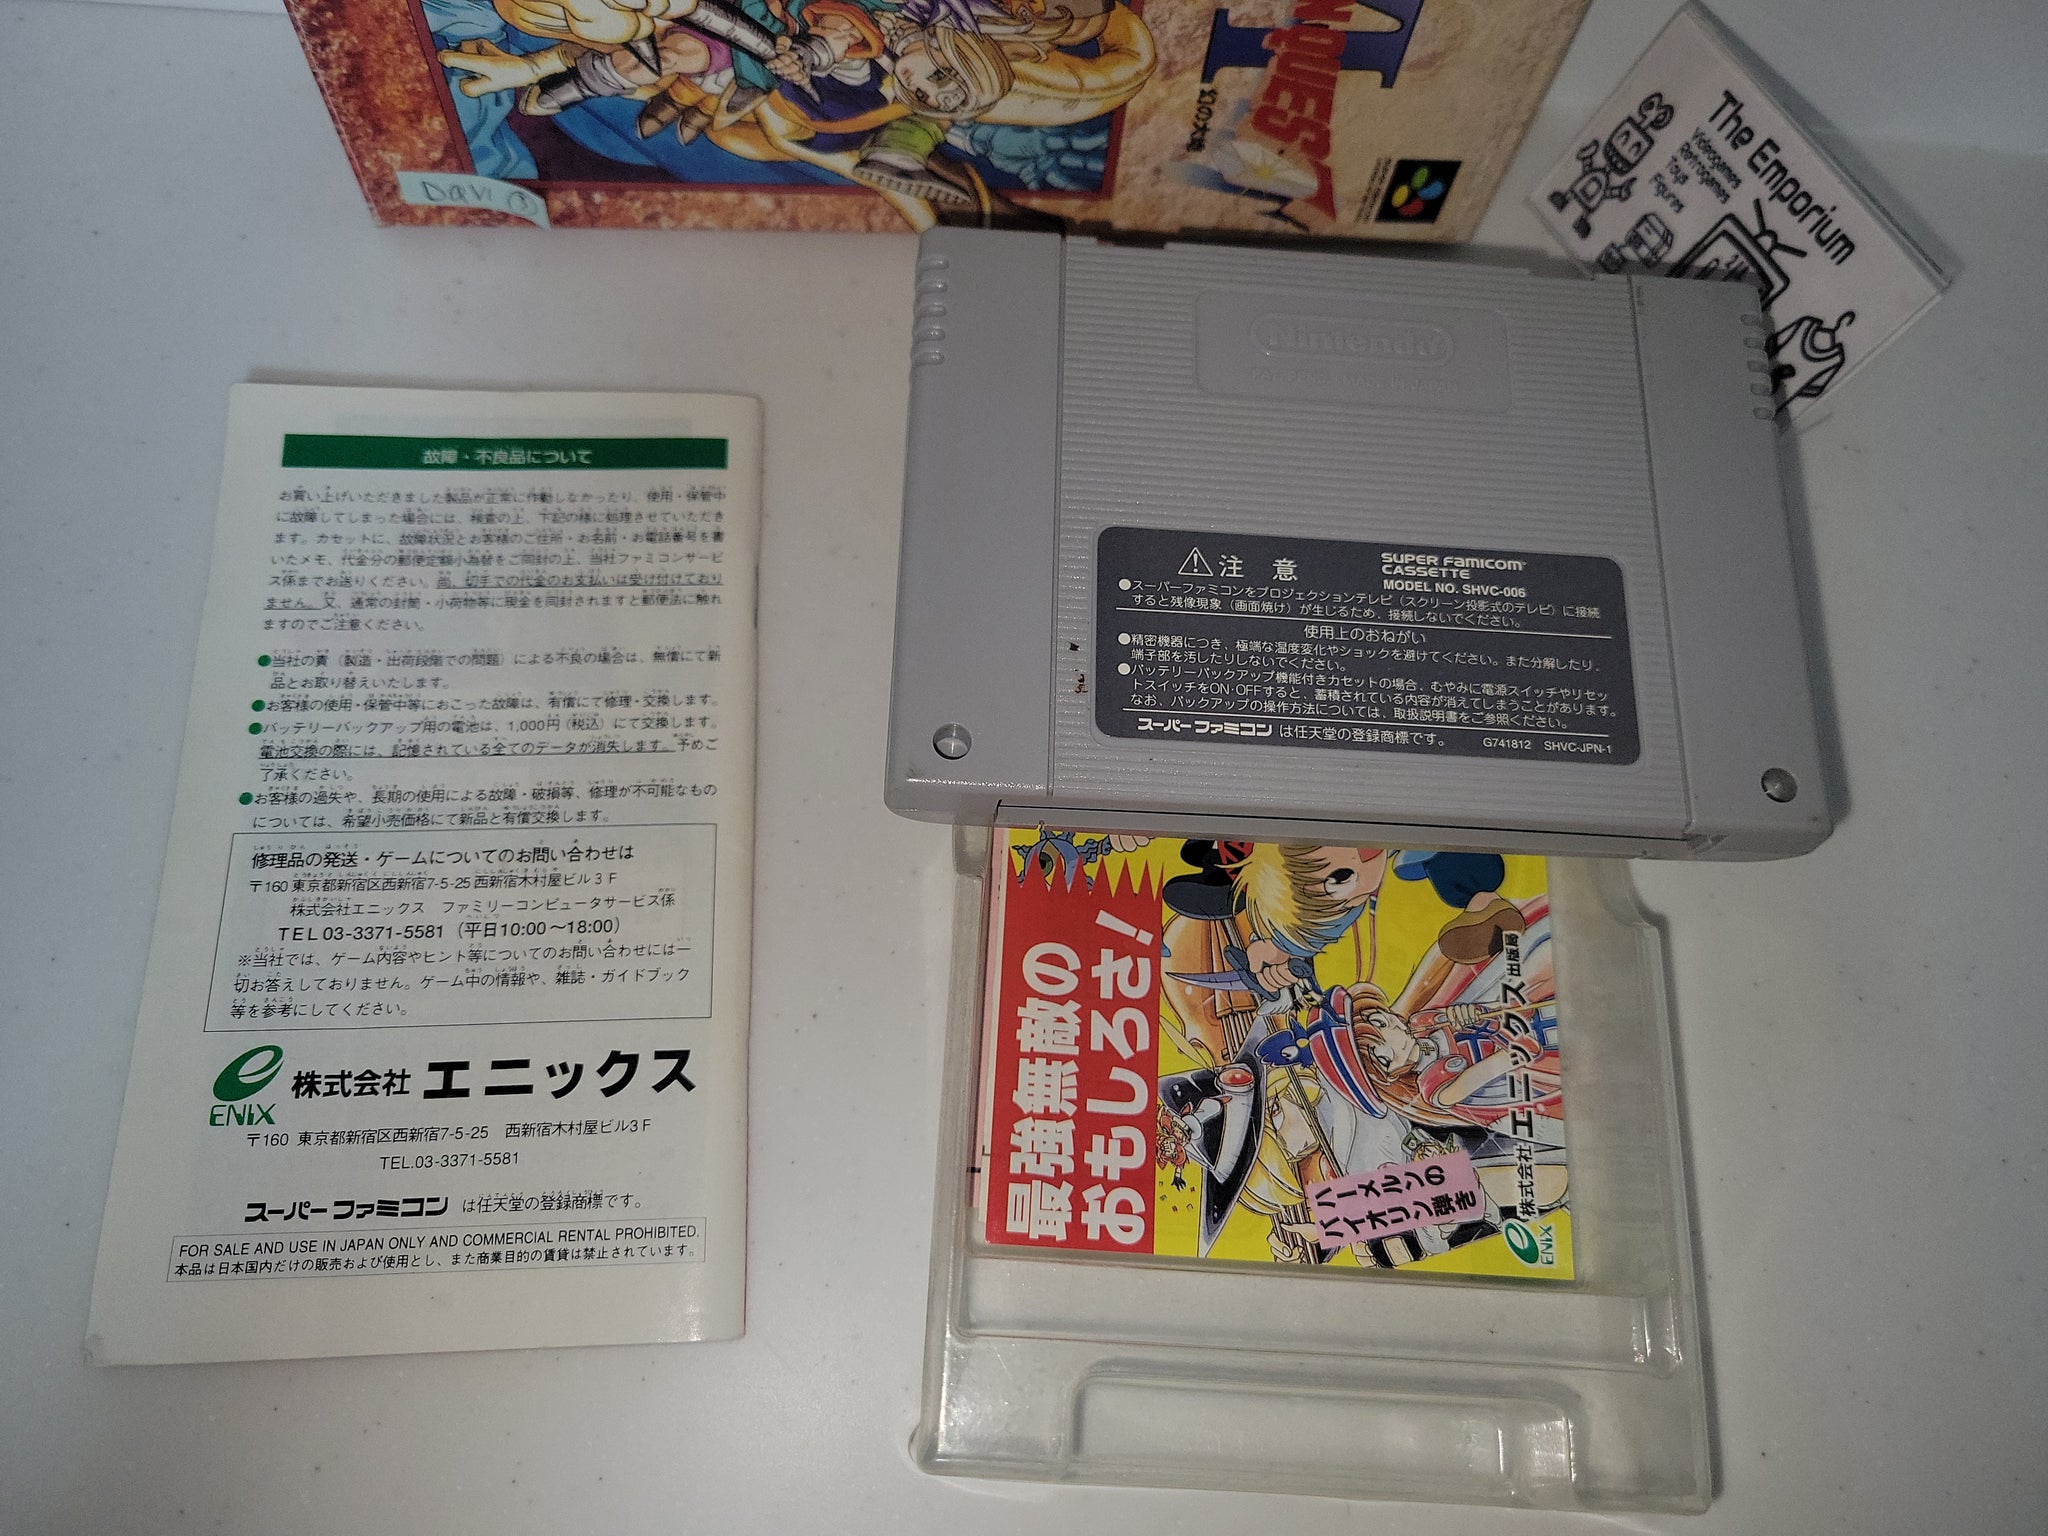 QUEST
VI
幻の大地
DQVI ③
The Emporium
Videogames
Retrogames
Toys
Figures
Nintendo
故障・不良品について
お買い上げいただきました製品が正常に作動しなかったり、使用・保管中
に故障してしまった場合には、検査の上、下記の様に処理させていただき
ます。カセットに、故障状況とお客様のご住所・お名前・お電話番号を書
いたメモ、代金分の郵便定額小為替をご同封の上、当社ファミコンサービ
ス係までお送りください。尚、切手での代金のお支払いは受け付けており
ません。又、通常の封筒・小荷物等に現金を同封されますと郵便法に触れ
ますのでご注意ください。
●当社の責（製造・出荷段階での問題）による不良の場合は、無償にて新
品とお取り替えいたします。
●お客様の使用・保管中等におこった故障は、有償にて修理・交換します。
●バッテリーバックアップ用の電池は、1,000円（税込）にて交換します。
電池交換の際には、記憶されている全てのデータが消失します。予めご
了承ください。
●お客様の過失や、長期の使用による故障・破損等、修理が不可能なもの
については、希望小売価格にて新品と有償交換します。
修理品の発送・ゲームについてのお問い合わせは
〒160 東京都新宿区西新宿7-5-25 西新宿木村屋ビル3F
株式会社エニックス ファミリーコンピュータサービス係
TEL 03-3371-5581（平日10:00～18:00）
※当社では、ゲーム内容やヒント等についてのお問い合わせには一
切お答えしておりません。ゲーム中の情報や、雑誌・ガイドブック
等を参考にしてください。
ENIX 株式会社 エニックス
〒160 東京都新宿区西新宿7-5-25 西新宿木村屋ビル3F
TEL.03-3371-5581
スーパーファミコン は任天堂の登録商標です。
FOR SALE AND USE IN JAPAN ONLY AND COMMERCIAL RENTAL PROHIBITED.
本品は日本国内だけの販売および使用とし、また商業目的の賃貸は禁止されています。
⚠注意
SUPER FAMICOM
CASSETTE
MODEL NO. SHVC-006
●スーパーファミコンをプロジェクションテレビ（スクリーン投影式のテレビ）に接続
すると残像現象（画面焼け）が生じるため、接続しないでください。
使用上のおねがい
●精密機器につき、極端な温度変化やショックを避けてください。また分解したり、
端子部を汚したりしないでください。
●バッテリーバックアップ機能付きカセットの場合、むやみに電源スイッチやリセッ
トスイッチをON・OFFすると、蓄積されている内容が消えてしまうことがあります。
なお、バックアップの操作方法については、取扱説明書をご参照ください。
スーパーファミコン は任天堂の登録商標です。 G741812 SHVC-JPN-1
最強無敵の
おもしろさ！
ハーメルンの
バイオリン弾き
ENIX 株式会社 エニックス 出版局